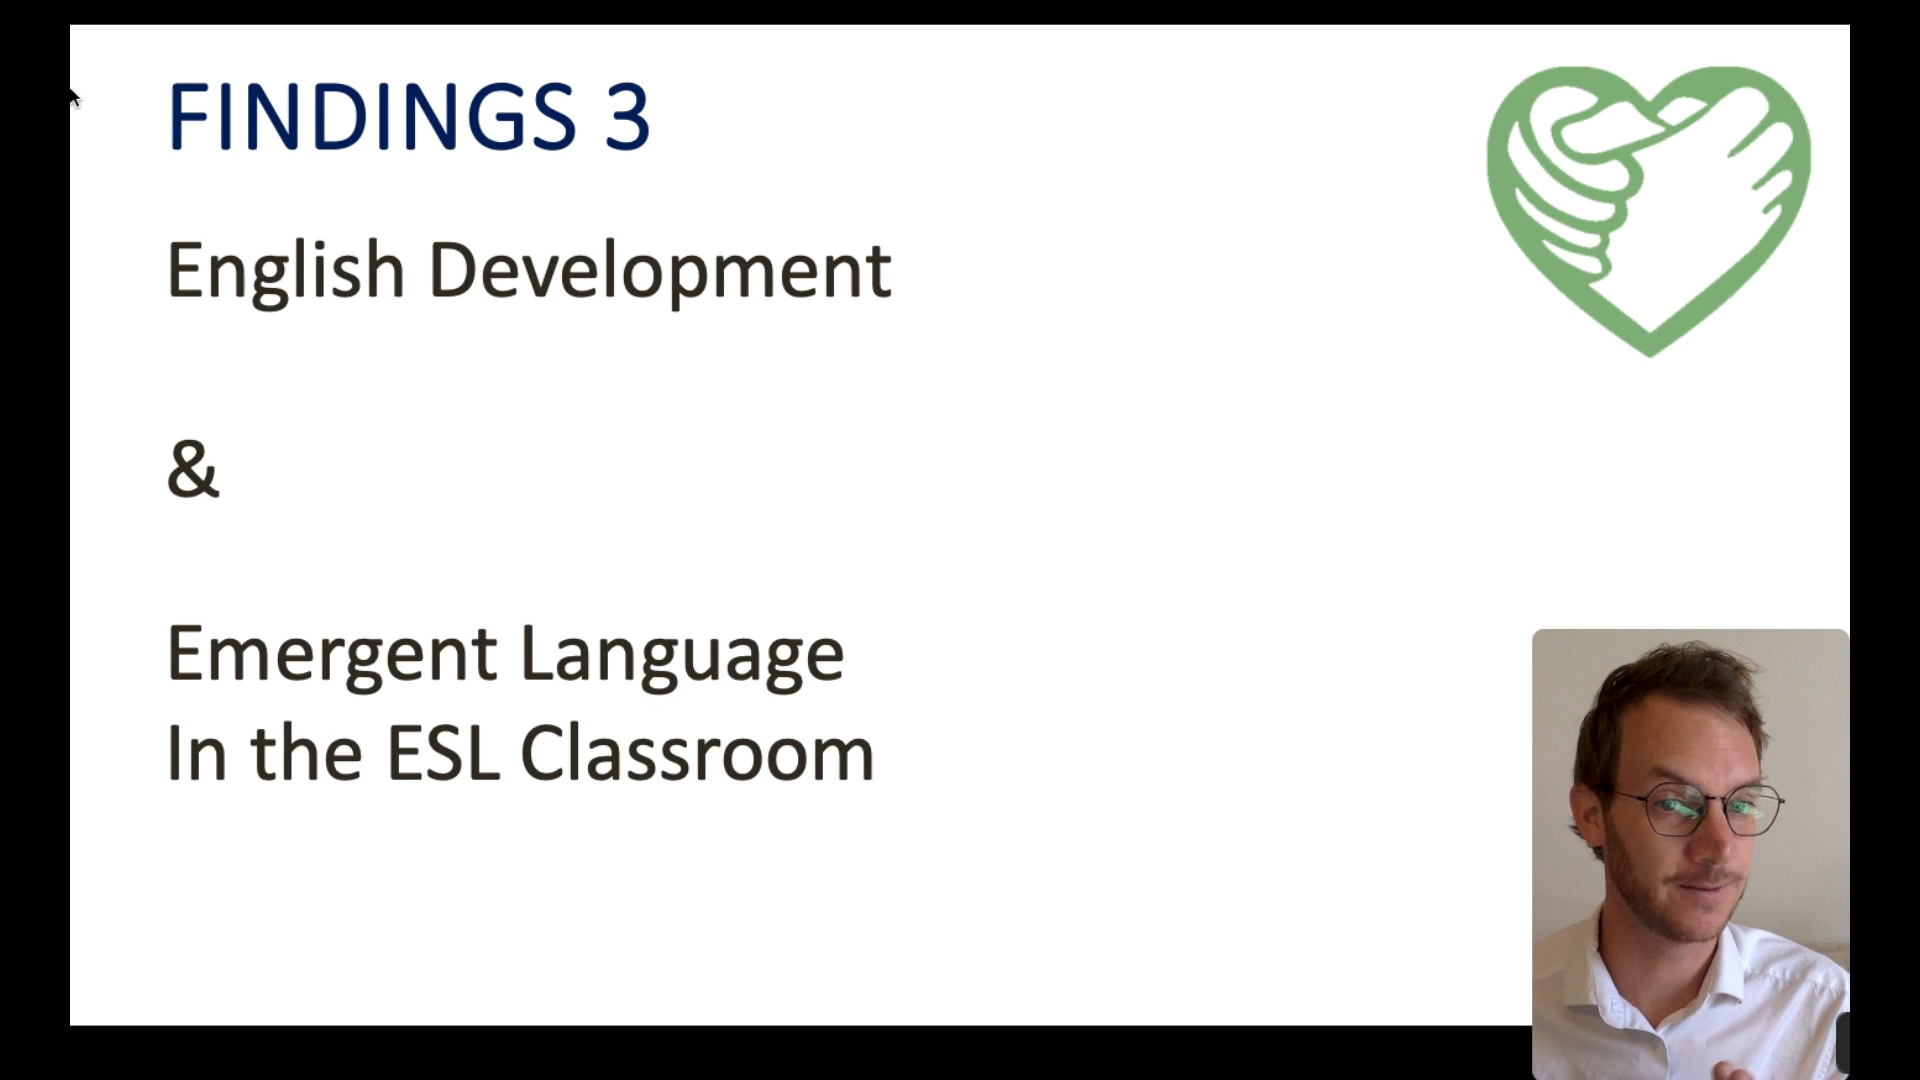 FINDINGS 3
English Development
&
Emergent Language
In the ESL Classroom